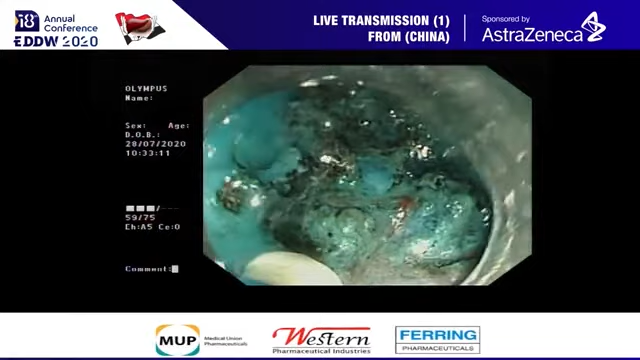 18th
Annual
Conference
EDDW 2020
LIVE TRANSMISSION (1)
FROM (CHINA)
Sponsored by
AstraZeneca
OLYMPUS
Name:
Sex: Age:
D.O.B.:
28/07/2020
10:33:11
59/75
Eh:A5 Ce:0
Comment:
MUP
Medical Union
Pharmaceuticals
Western
Pharmaceutical Industries
FERRING
PHARMACEUTICALS